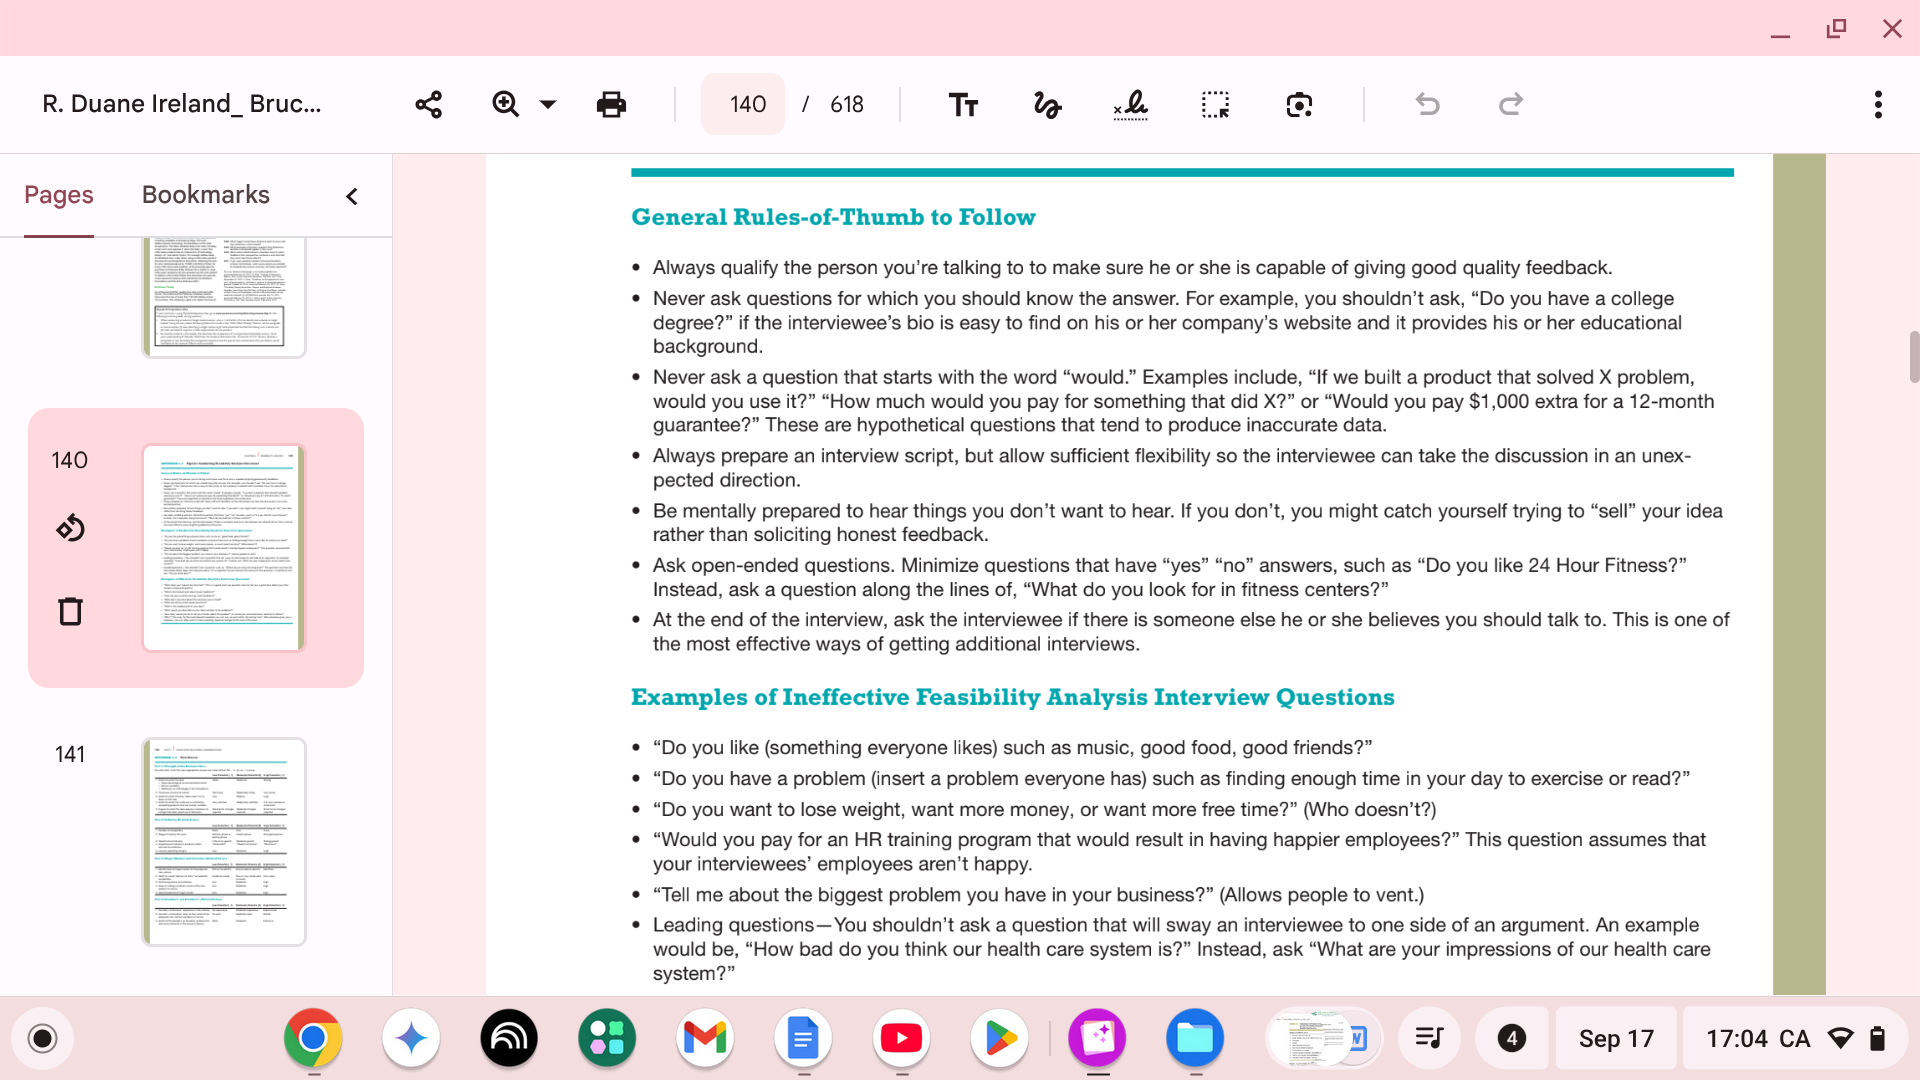 R. Duane Ireland_ Bruc...
140 / 618
Pages
Bookmarks
140
141
General Rules-of-Thumb to Follow
• Always qualify the person you’re talking to to make sure he or she is capable of giving good quality feedback.
• Never ask questions for which you should know the answer. For example, you shouldn’t ask, “Do you have a college
degree?” if the interviewee’s bio is easy to find on his or her company’s website and it provides his or her educational
background.
• Never ask a question that starts with the word “would.” Examples include, “If we built a product that solved X problem,
would you use it?” “How much would you pay for something that did X?” or “Would you pay $1,000 extra for a 12-month
guarantee?” These are hypothetical questions that tend to produce inaccurate data.
• Always prepare an interview script, but allow sufficient flexibility so the interviewee can take the discussion in an unex-
pected direction.
• Be mentally prepared to hear things you don’t want to hear. If you don’t, you might catch yourself trying to “sell” your idea
rather than soliciting honest feedback.
• Ask open-ended questions. Minimize questions that have “yes” “no” answers, such as “Do you like 24 Hour Fitness?”
Instead, ask a question along the lines of, “What do you look for in fitness centers?”
• At the end of the interview, ask the interviewee if there is someone else he or she believes you should talk to. This is one of
the most effective ways of getting additional interviews.
Examples of Ineffective Feasibility Analysis Interview Questions
• “Do you like (something everyone likes) such as music, good food, good friends?”
• “Do you have a problem (insert a problem everyone has) such as finding enough time in your day to exercise or read?”
• “Do you want to lose weight, want more money, or want more free time?” (Who doesn’t?)
• “Would you pay for an HR training program that would result in having happier employees?” This question assumes that
your interviewees’ employees aren’t happy.
• “Tell me about the biggest problem you have in your business?” (Allows people to vent.)
• Leading questions—You shouldn’t ask a question that will sway an interviewee to one side of an argument. An example
would be, “How bad do you think our health care system is?” Instead, ask “What are your impressions of our health care
system?”
4
Sep 17
17:04 CA